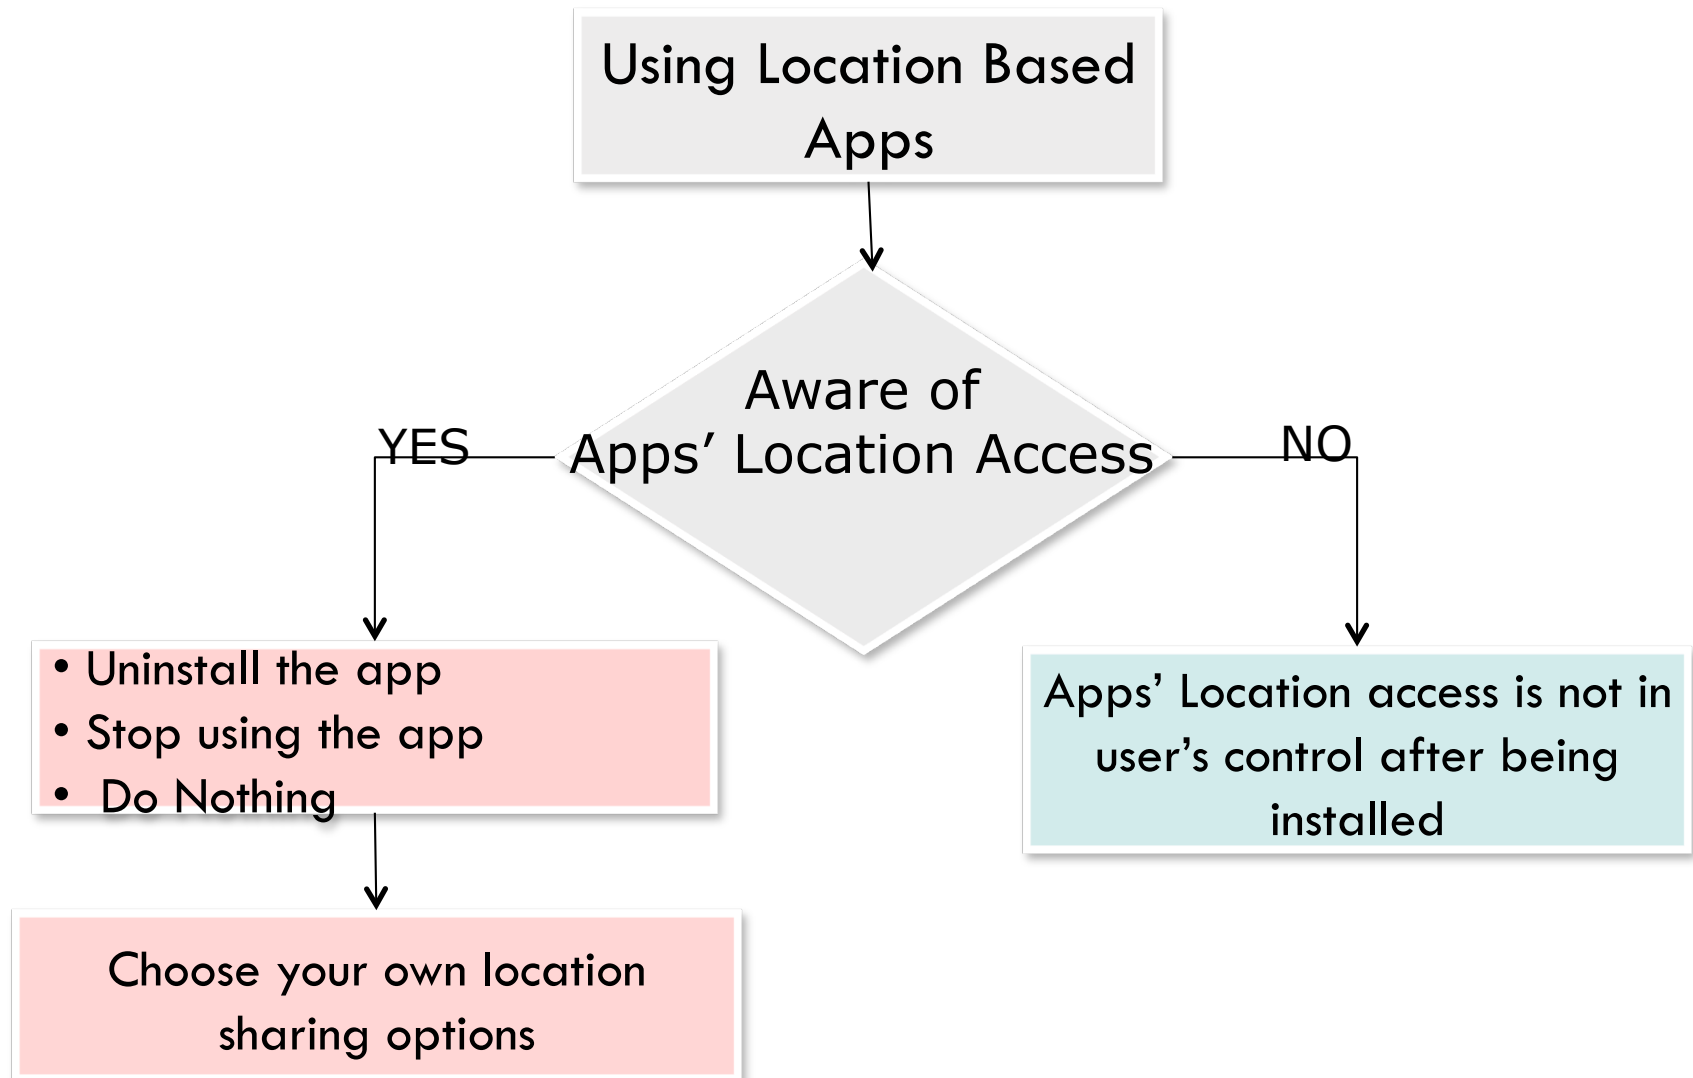 Using Location Based
Apps
Aware of
Apps’ Location Access
YES
NO
• Uninstall the app
• Stop using the app
• Do Nothing
Apps’ Location access is not in
user’s control after being
installed
Choose your own location
sharing options